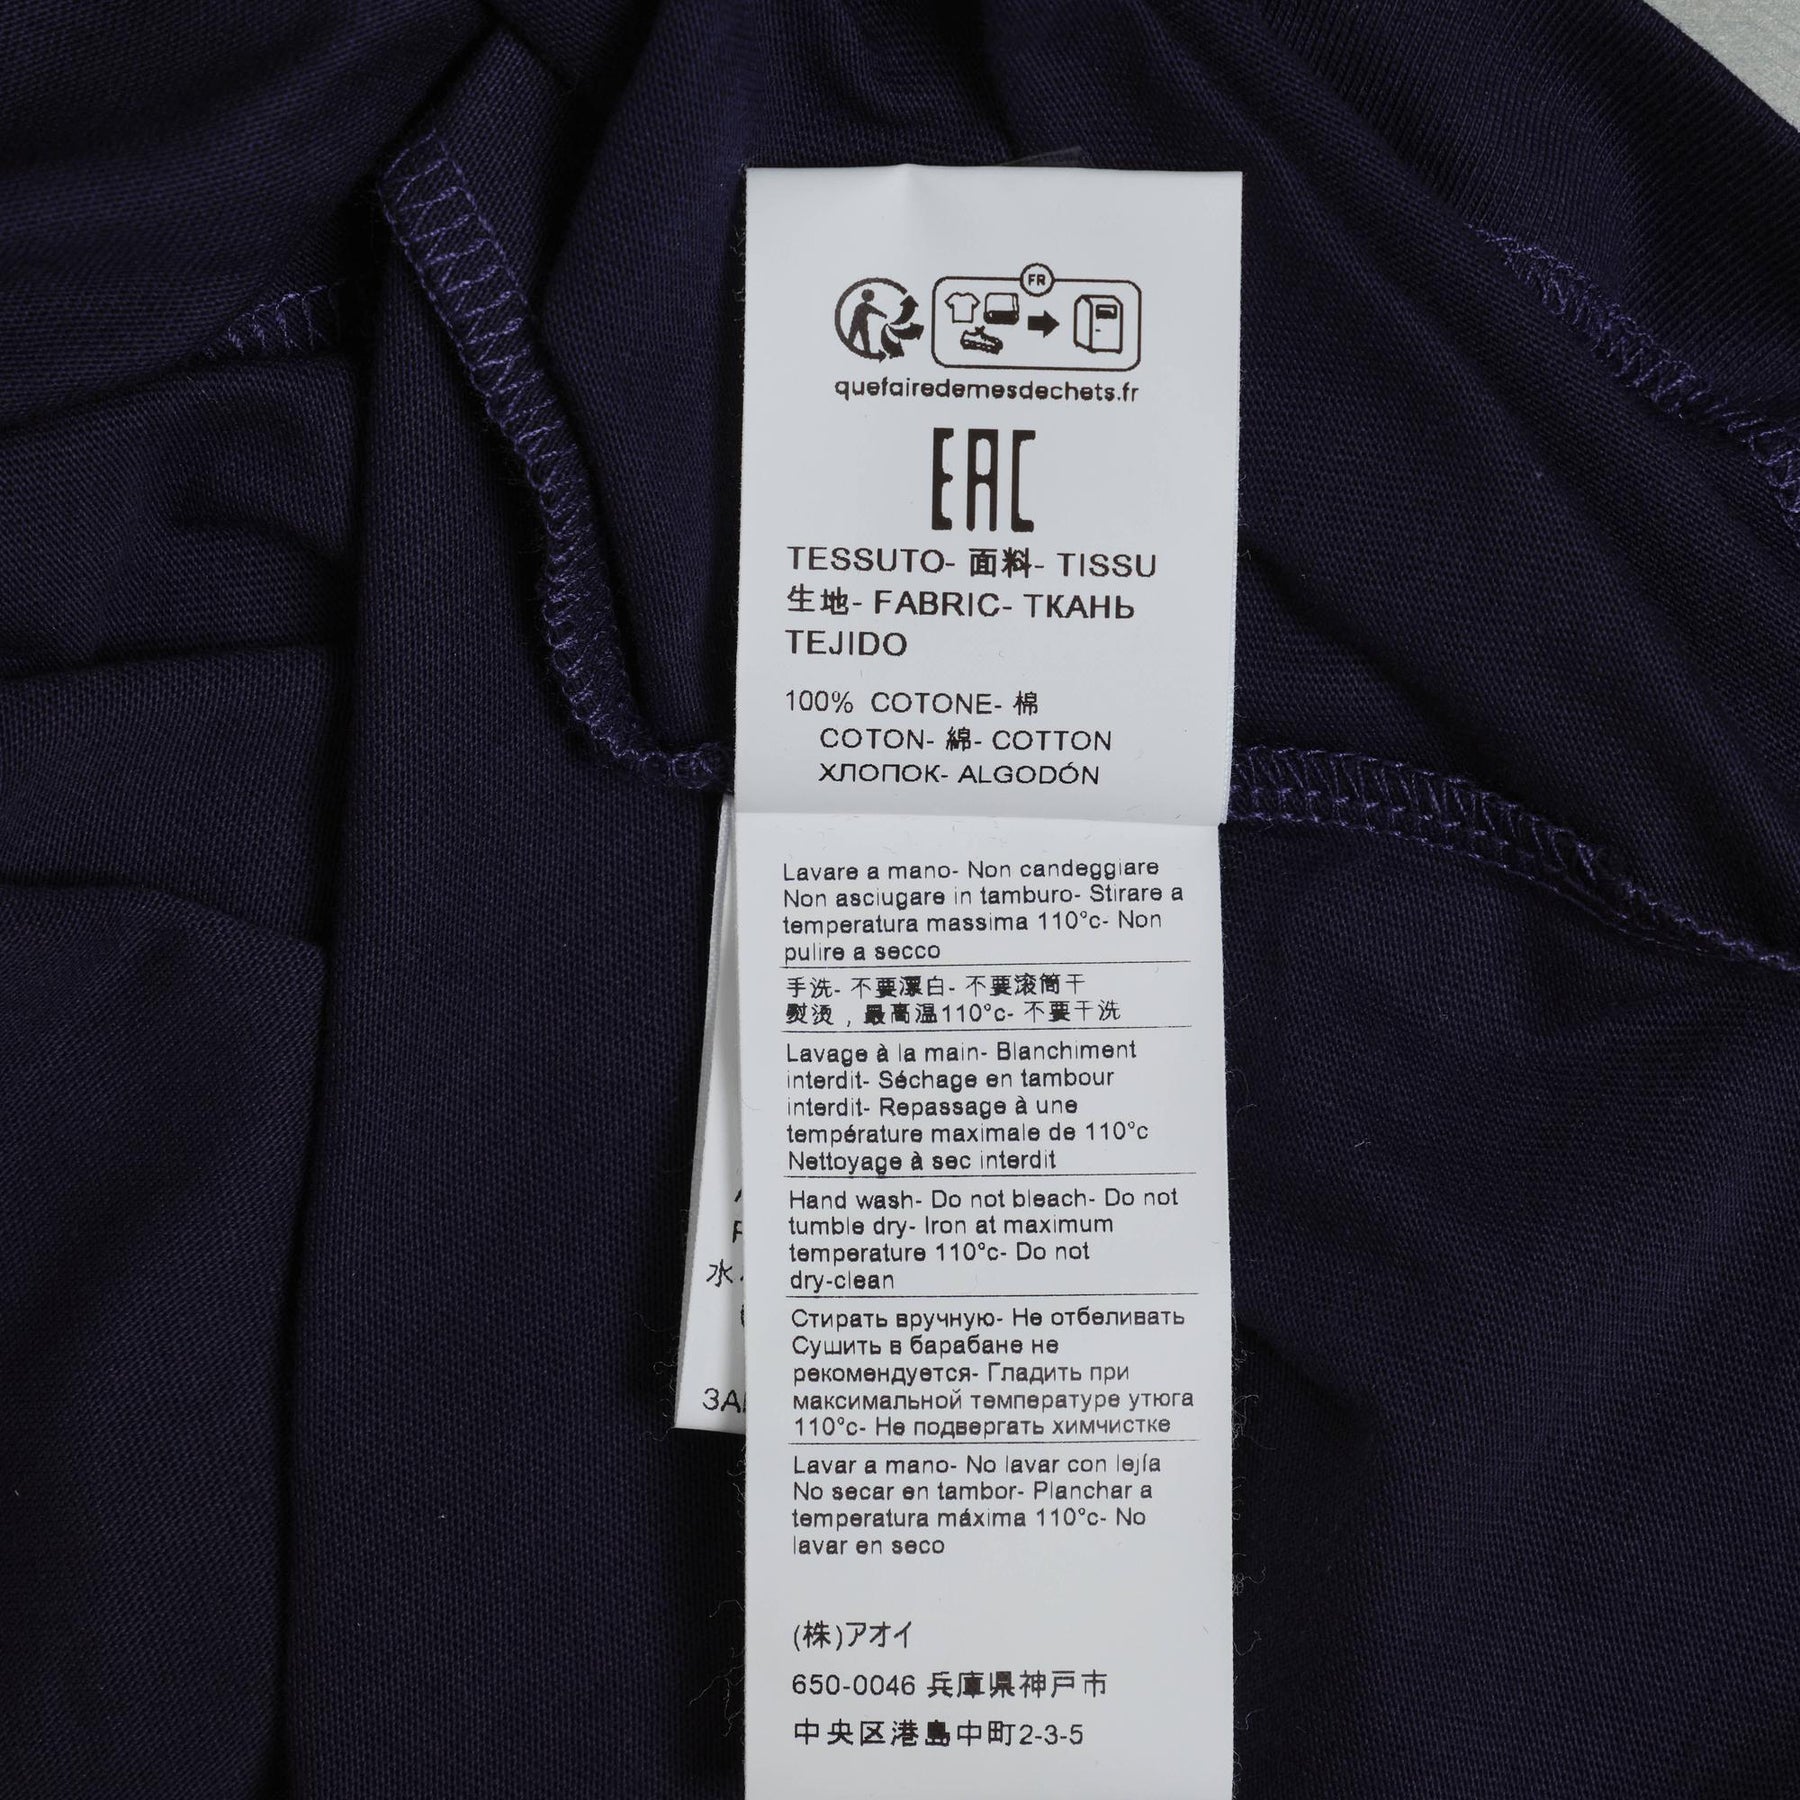 FR
quefairedemesdechets.fr
EAC
TESSUTO- 面料- TISSU
生地- FABRIC- ТКАНЬ
TEJIDO
100% COTONE- 棉
COTON- 綿- COTTON
ХЛОПОК- ALGODÓN
Lavare a mano- Non candeggiare
Non asciugare in tamburo- Stirare a
temperatura massima 110°c- Non
pulire a secco
手洗- 不要漂白- 不要滚筒干
熨烫，最高温110°c- 不要干洗
Lavage à la main- Blanchiment
interdit- Séchage en tambour
interdit- Repassage à une
température maximale de 110°c
Nettoyage à sec interdit
Hand wash- Do not bleach- Do not
tumble dry- Iron at maximum
temperature 110°c- Do not
dry-clean
Стирать вручную- Не отбеливать
Сушить в барабане не
рекомендуется- Гладить при
максимальной температуре утюга
110°c- Не подвергать химчистке
Lavar a mano- No lavar con lejía
No secar en tambor- Planchar a
temperatura máxima 110°c- No
lavar en seco
(株)アオイ
650-0046 兵庫県神戸市
中央区港島中町2-3-5
水